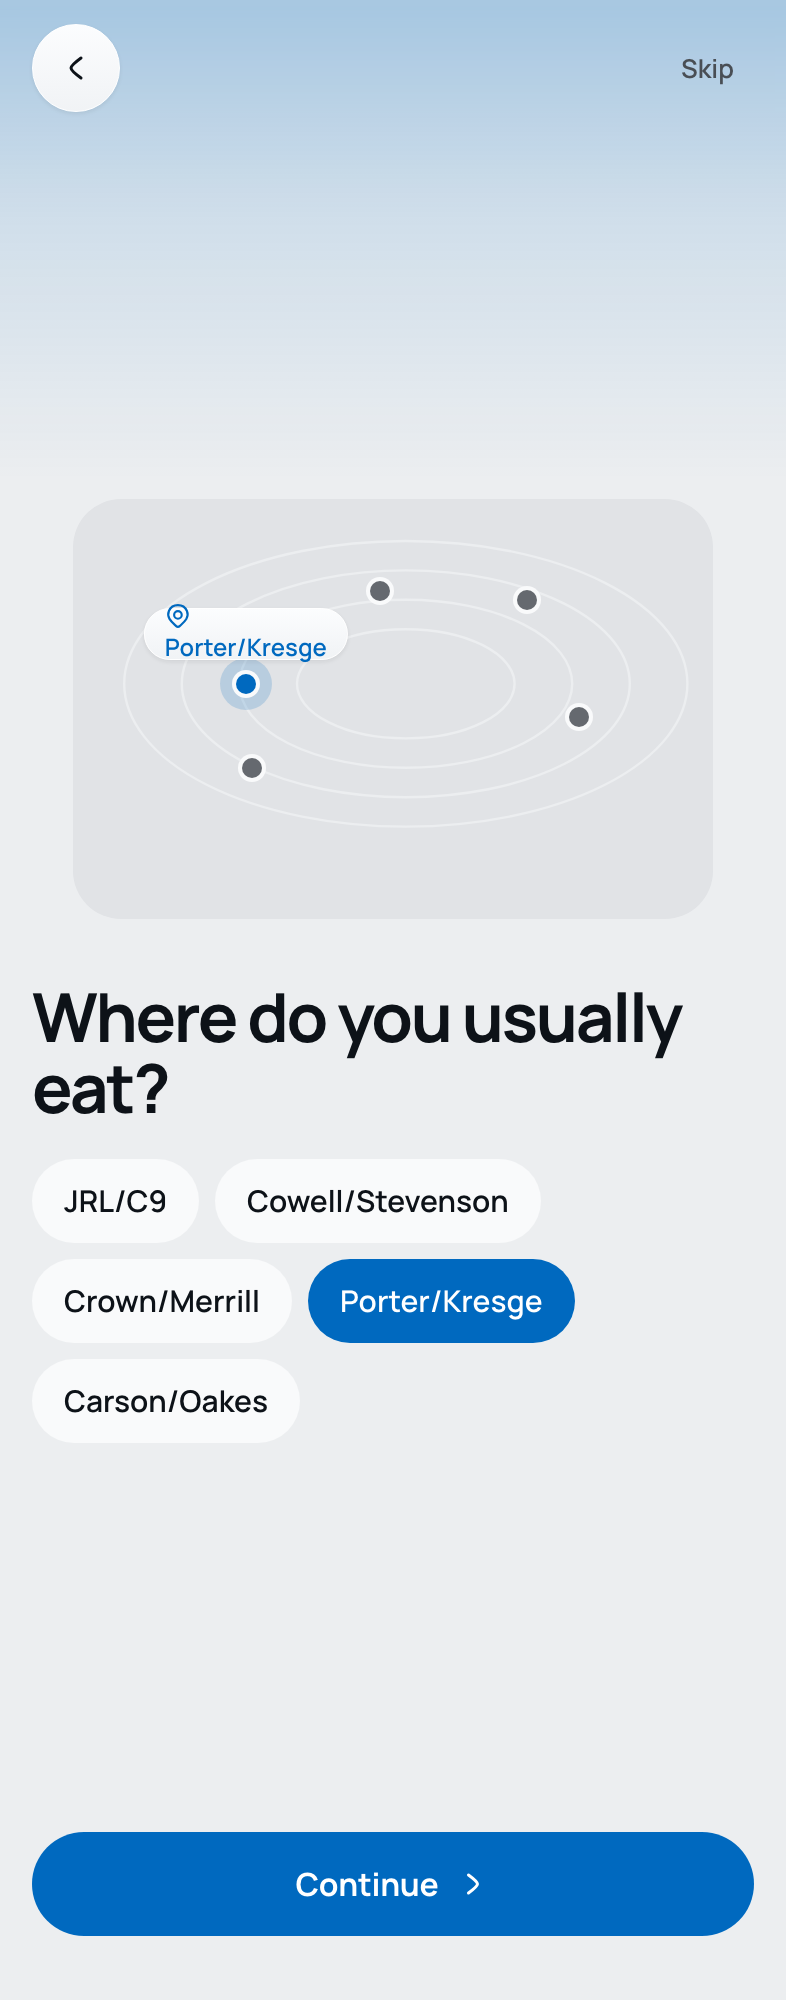 Skip
Porter/Kresge
Where do you usually
eat?
JRL/C9
Cowell/Stevenson
Crown/Merrill
Porter/Kresge
Carson/Oakes
Continue